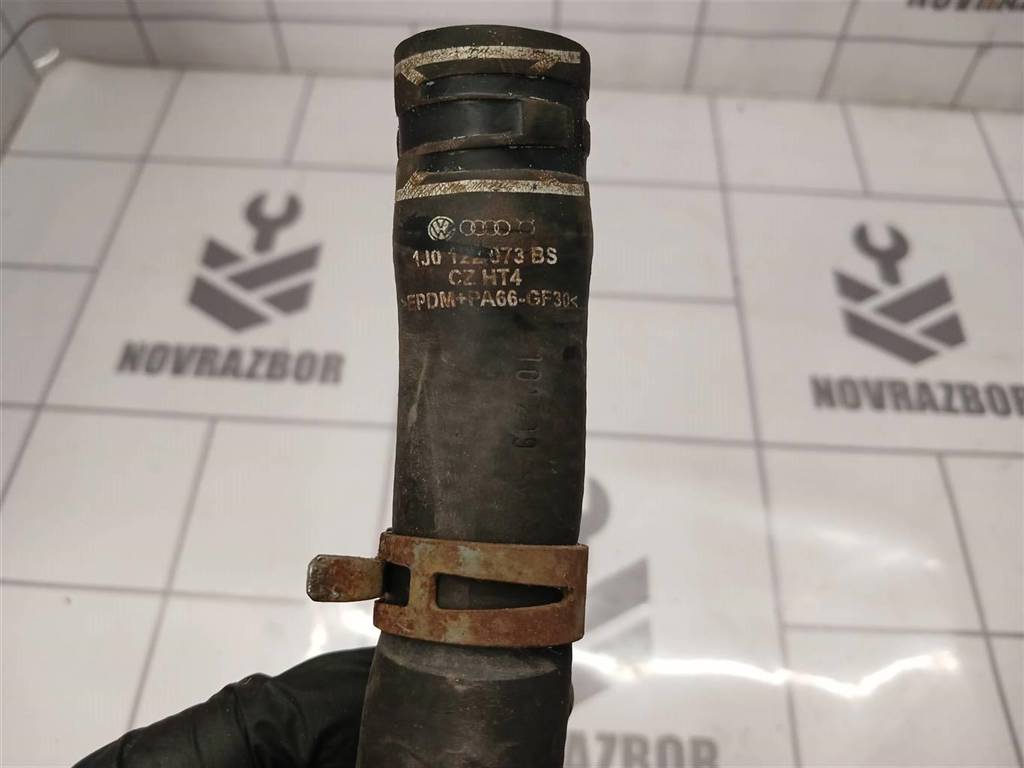 1J0 122 073 BS
CZ HT4
>EPDM+PA66-GF30<
NOVRAZBOR
NOVRAZBOR